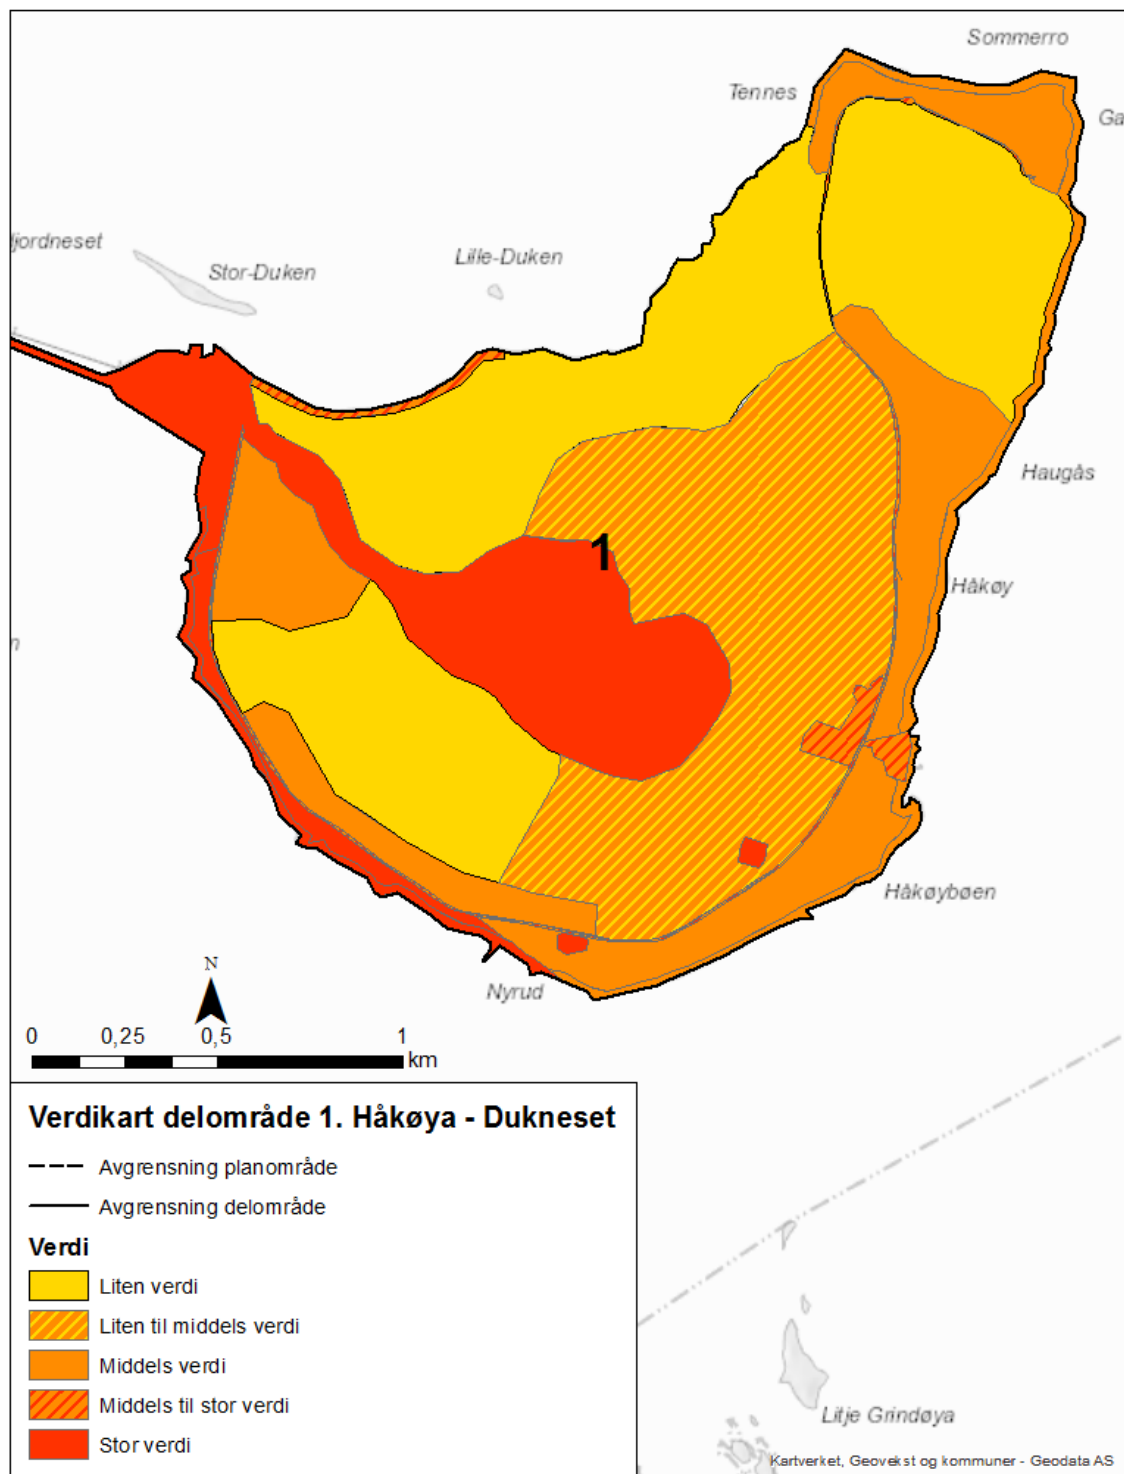 Sommerro
Tennes
Ga
fjordneset
Stor-Duken
Lille-Duken
Haugås
1
Håkøy
n
Håkøybøen
Nyrud
N
0 0,25 0,5 1
km
Verdikart delområde 1. Håkøya - Dukneset
Avgrensning planområde
Avgrensning delområde
Verdi
Liten verdi
Liten til middels verdi
Middels verdi
Middels til stor verdi
Stor verdi
Litje Grindøya
Kartverket, Geovekst og kommuner - Geodata AS